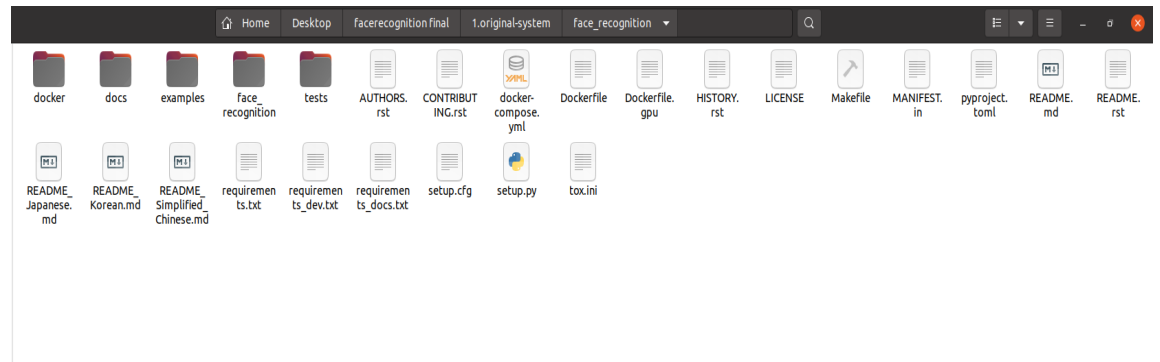 Home Desktop facerecognition final 1.original-system face_recognition
docker docs examples face_ tests AUTHORS. CONTRIBUT docker- Dockerfile Dockerfile. HISTORY. LICENSE Makefile MANIFEST. pyproject. README. README.
recognition rst ING.rst compose. gpu rst in toml md rst
yml
README_ README_ README_ requiremen requiremen requiremen setup.cfg setup.py tox.ini
Japanese. Korean.md Simplified_ ts.txt ts_dev.txt ts_docs.txt
md Chinese.md